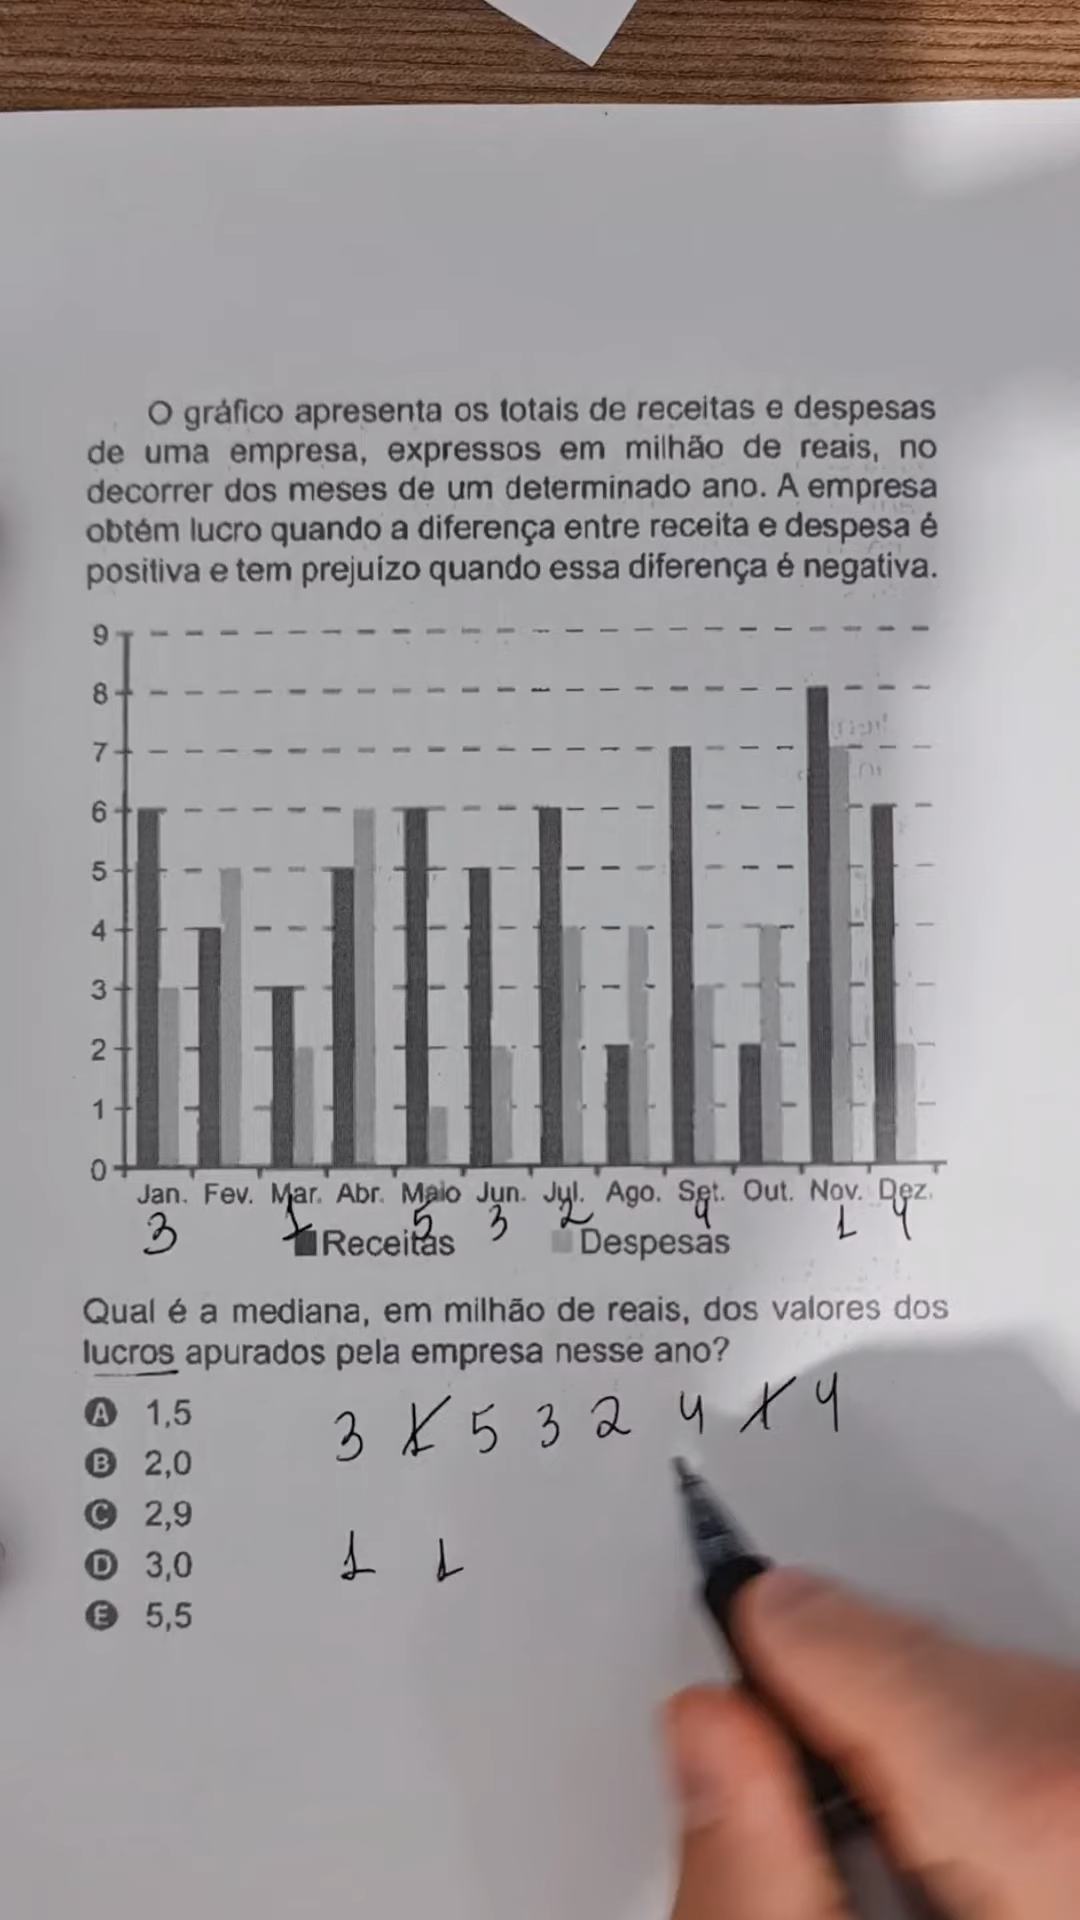 O gráfico apresenta os totais de receitas e despesas
de uma empresa, expressos em milhão de reais, no
decorrer dos meses de um determinado ano. A empresa
obtém lucro quando a diferença entre receita e despesa é
positiva e tem prejuízo quando essa diferença é negativa.
9
8
7
6
5
4
3
2
1
0
Jan. Fev. Mar. Abr. Maio Jun. Jul. Ago. Set. Out. Nov. Dez.
3 1 5 3 2 4 1 4
Receitas Despesas
Qual é a mediana, em milhão de reais, dos valores dos
lucros apurados pela empresa nesse ano?
A 1,5
B 2,0
C 2,9
D 3,0
E 5,5
3 1 5 3 2 4 1 4
1 1